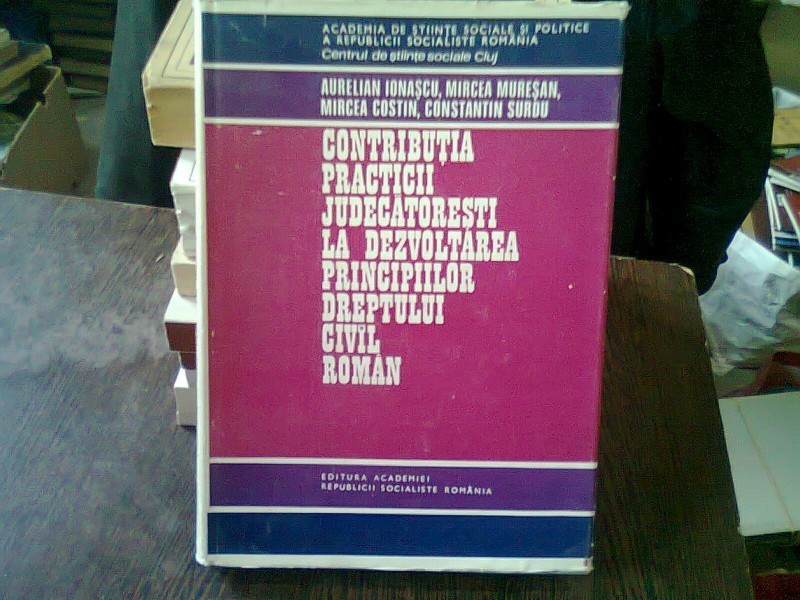 ACADEMIA DE ȘTIINȚE SOCIALE ȘI POLITICE
A REPUBLICII SOCIALISTE ROMÂNIA
Centrul de științe sociale Cluj
AURELIAN IONAȘCU, MIRCEA MUREȘAN,
MIRCEA COSTIN, CONSTANTIN SURDU
CONTRIBUȚIA
PRACTICII
JUDECĂTOREȘTI
LA DEZVOLTAREA
PRINCIPIILOR
DREPTULUI
CIVIL
ROMÂN
EDITURA ACADEMIEI
REPUBLICII SOCIALISTE ROMÂNIA